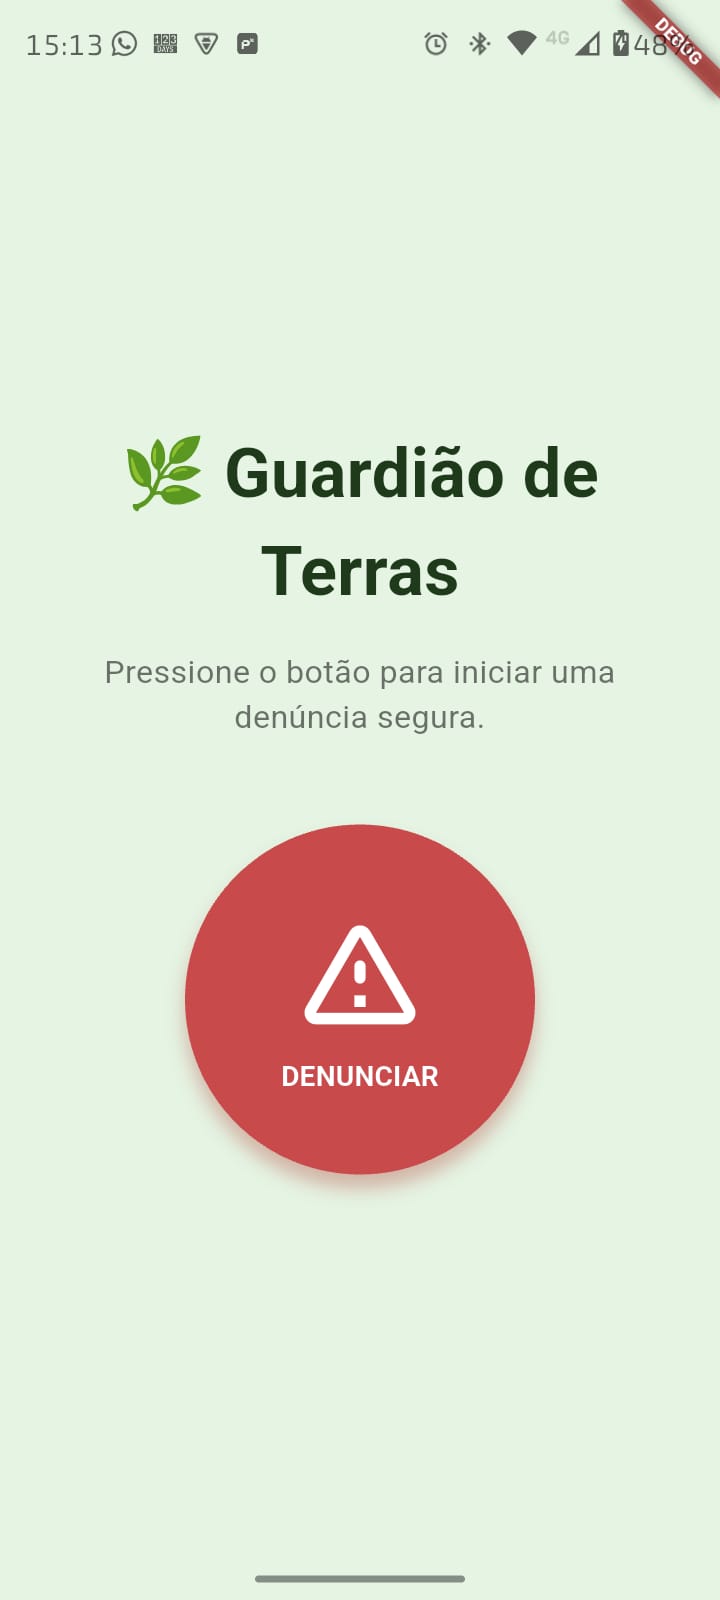 15:13
123
DAYS
4G
48%
DEBUG
🌿 Guardião de
Terras
Pressione o botão para iniciar uma
denúncia segura.
DENUNCIAR